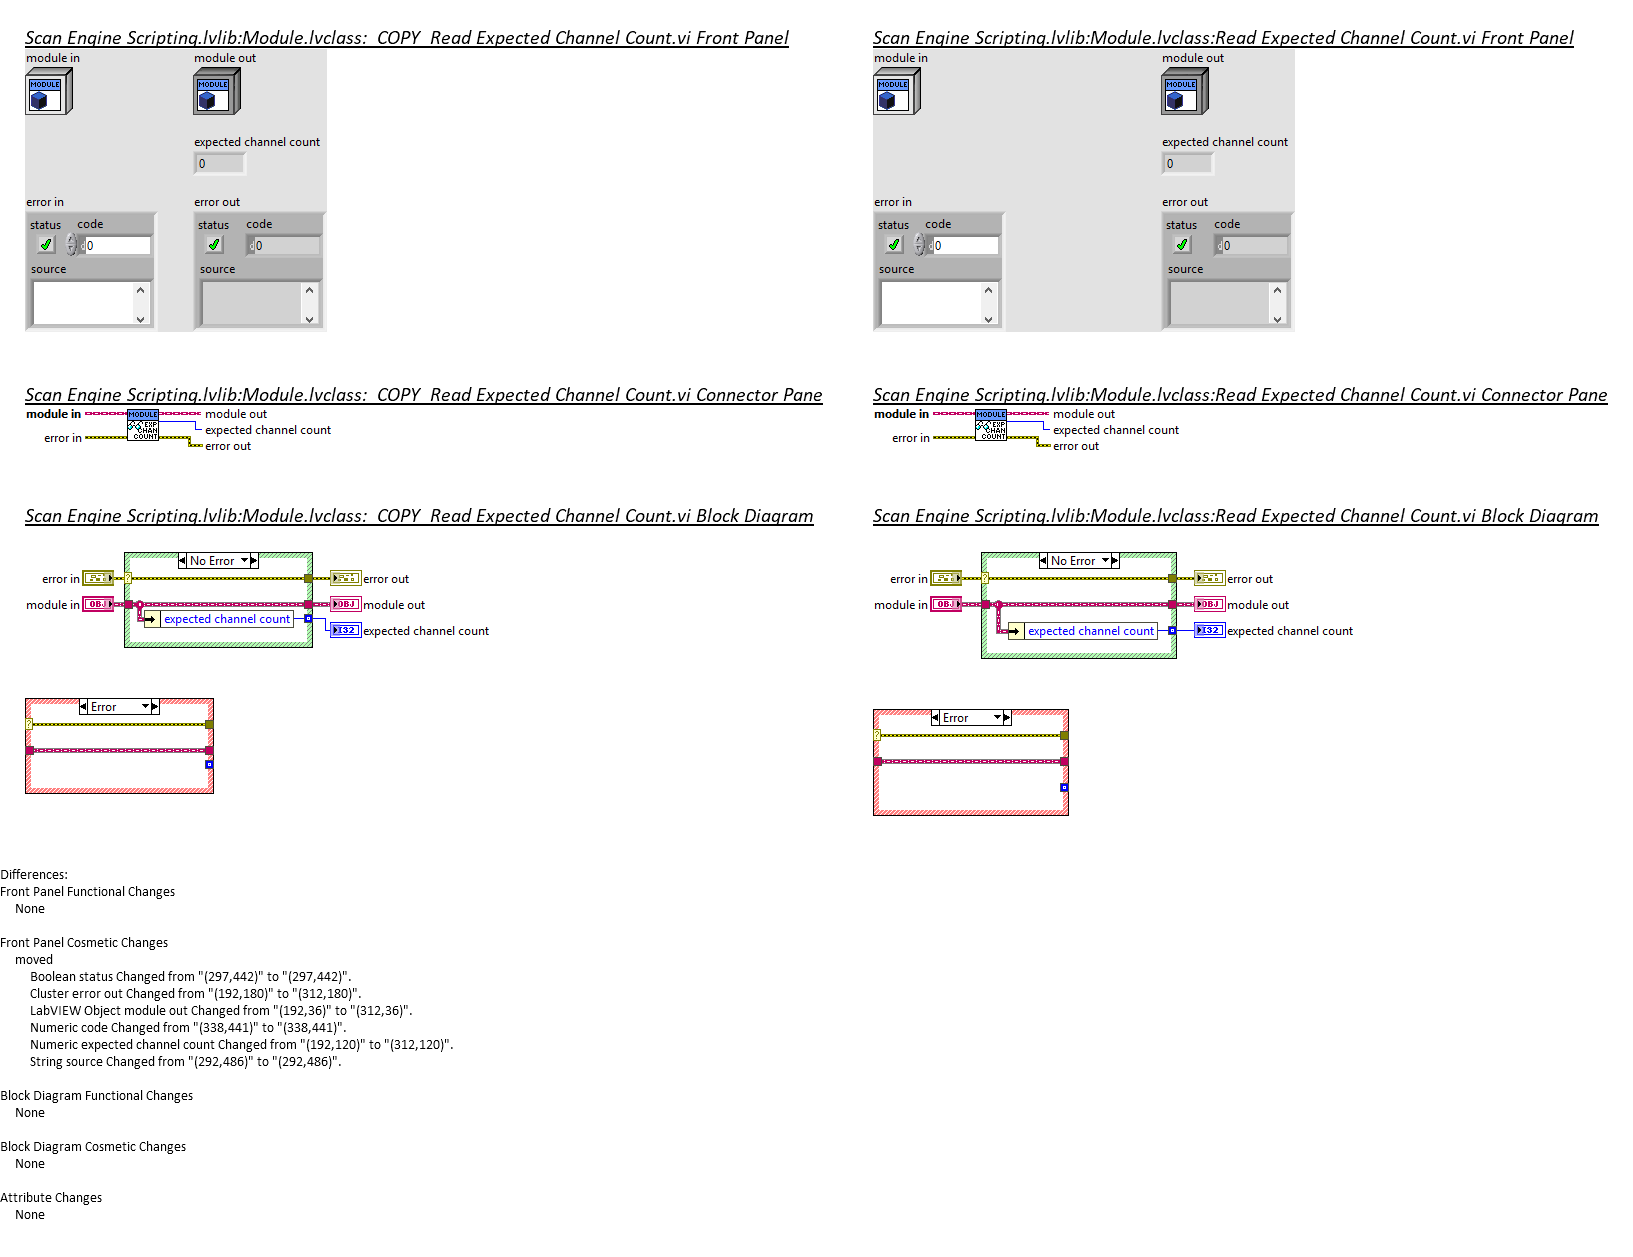 Scan Engine Scripting.lvlib:Module.lvclass:_COPY_Read Expected Channel Count.vi Front Panel
module in
module out
MODULE
MODULE
expected channel count
0
error in
error out
status
code
status
code
0
0
source
source
Scan Engine Scripting.lvlib:Module.lvclass:Read Expected Channel Count.vi Front Panel
module in
module out
MODULE
MODULE
expected channel count
0
error in
error out
status
code
status
code
0
0
source
source
Scan Engine Scripting.lvlib:Module.lvclass:_COPY_Read Expected Channel Count.vi Connector Pane
module in
MODULE
module out
EXP
CHAN
COUNT
expected channel count
error in
error out
Scan Engine Scripting.lvlib:Module.lvclass:Read Expected Channel Count.vi Connector Pane
module in
MODULE
module out
EXP
CHAN
COUNT
expected channel count
error in
error out
Scan Engine Scripting.lvlib:Module.lvclass:_COPY_Read Expected Channel Count.vi Block Diagram
No Error
error in
?
error out
module in
OBJ
OBJ
module out
expected channel count
I32
expected channel count
Error
?
Scan Engine Scripting.lvlib:Module.lvclass:Read Expected Channel Count.vi Block Diagram
No Error
error in
?
error out
module in
OBJ
OBJ
module out
expected channel count
I32
expected channel count
Error
?
Differences:
Front Panel Functional Changes
None
Front Panel Cosmetic Changes
moved
Boolean status Changed from "(297,442)" to "(297,442)".
Cluster error out Changed from "(192,180)" to "(312,180)".
LabVIEW Object module out Changed from "(192,36)" to "(312,36)".
Numeric code Changed from "(338,441)" to "(338,441)".
Numeric expected channel count Changed from "(192,120)" to "(312,120)".
String source Changed from "(292,486)" to "(292,486)".
Block Diagram Functional Changes
None
Block Diagram Cosmetic Changes
None
Attribute Changes
None